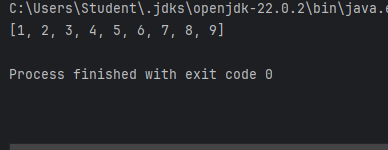 C:\Users\Student\.jdks\openjdk-22.0.2\bin\java.e
[1, 2, 3, 4, 5, 6, 7, 8, 9]
Process finished with exit code 0